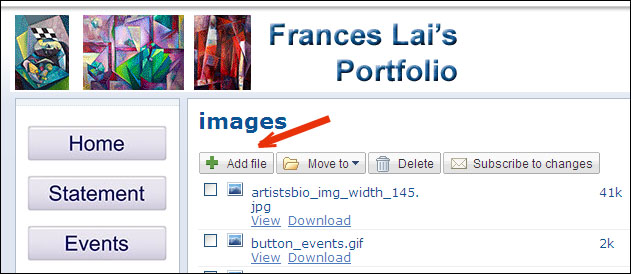 Frances Lai's
Portfolio
Home
Statement
Events
images
Add file Move to Delete Subscribe to changes
artistsbio_img_width_145.
jpg 41k
View Download
button_events.gif 2k
View Download